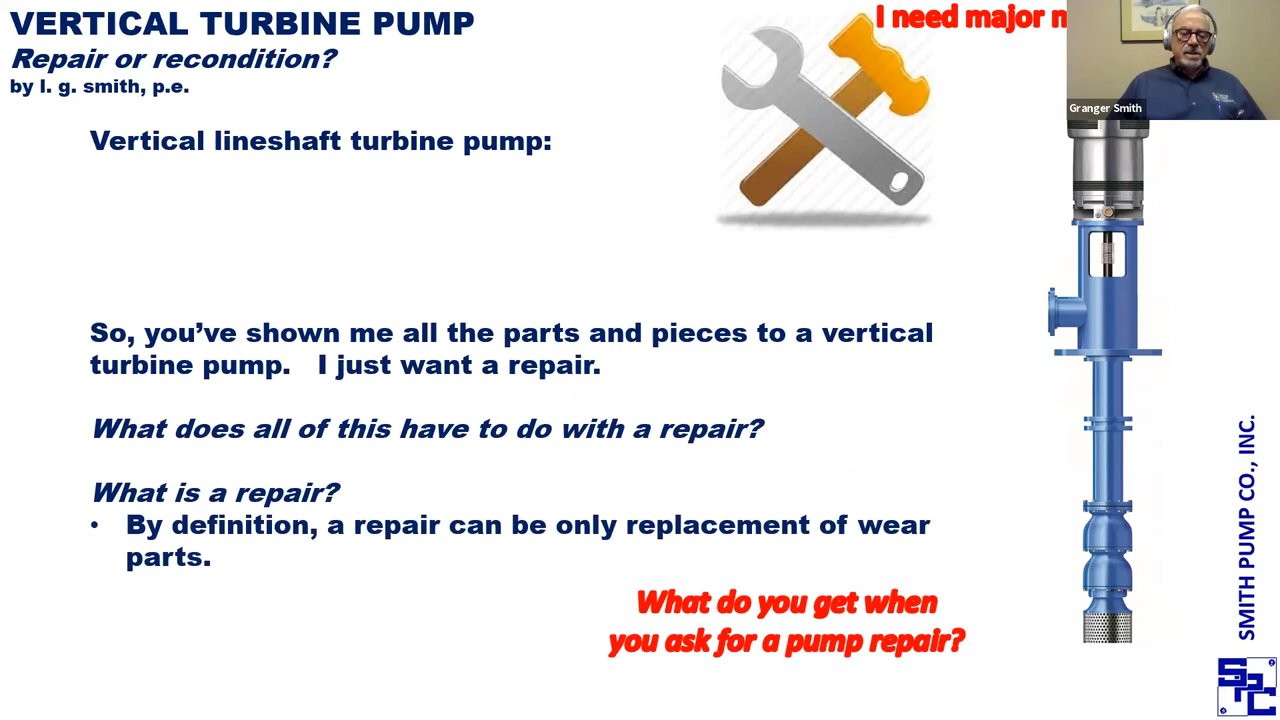 VERTICAL TURBINE PUMP
Repair or recondition?
by l. g. smith, p.e.
I need major
Granger Smith
Vertical lineshaft turbine pump:
So, you’ve shown me all the parts and pieces to a vertical
turbine pump. I just want a repair.
What does all of this have to do with a repair?
What is a repair?
• By definition, a repair can be only replacement of wear
parts.
What do you get when
you ask for a pump repair?
SMITH PUMP CO., INC.
SPC